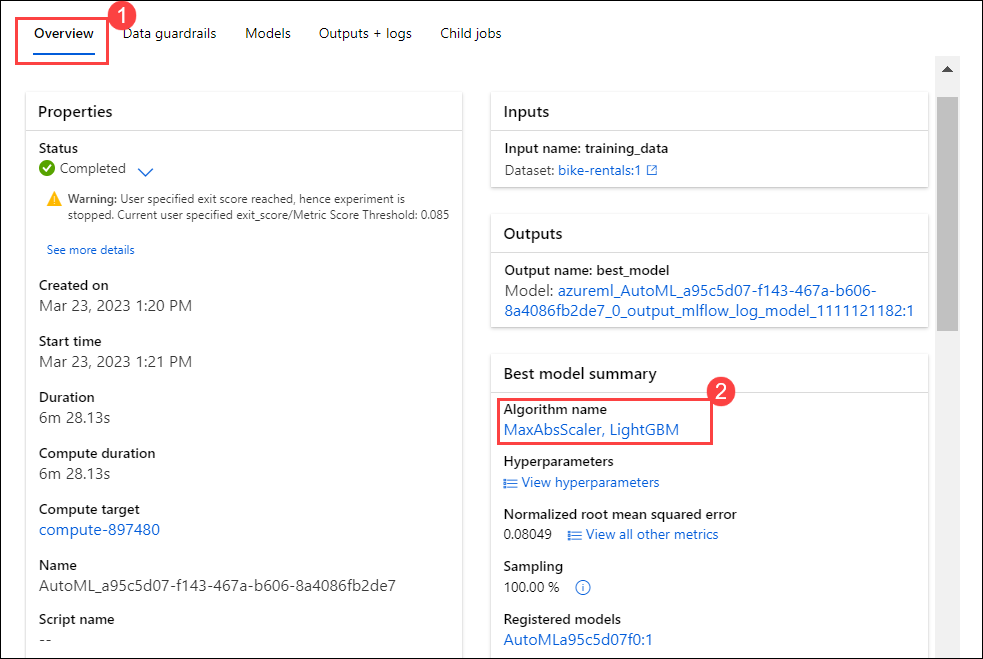 1
Overview Data guardrails Models Outputs + logs Child jobs
Properties
Status
Completed
Warning: User specified exit score reached, hence experiment is
stopped. Current user specified exit_score/Metric Score Threshold: 0.085
See more details
Created on
Mar 23, 2023 1:20 PM
Start time
Mar 23, 2023 1:21 PM
Duration
6m 28.13s
Compute duration
6m 28.13s
Compute target
compute-897480
Name
AutoML_a95c5d07-f143-467a-b606-8a4086fb2de7
Script name
--
Inputs
Input name: training_data
Dataset: bike-rentals:1
Outputs
Output name: best_model
Model: azureml_AutoML_a95c5d07-f143-467a-b606-
8a4086fb2de7_0_output_mlflow_log_model_1111121182:1
Best model summary
2
Algorithm name
MaxAbsScaler, LightGBM
Hyperparameters
View hyperparameters
Normalized root mean squared error
0.08049 View all other metrics
Sampling
100.00 %
Registered models
AutoMLa95c5d07f0:1